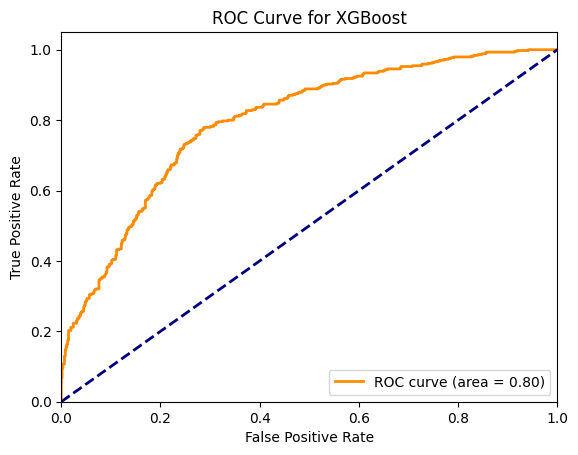 ROC Curve for XGBoost
True Positive Rate
1.0
0.8
0.6
0.4
0.2
0.0
ROC curve (area = 0.80)
0.0 0.2 0.4 0.6 0.8 1.0
False Positive Rate